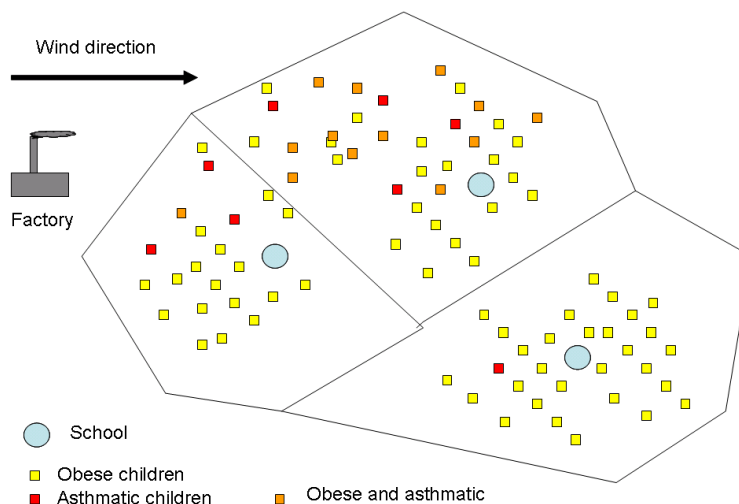 Wind direction
Factory
School
Obese children
Asthmatic children
Obese and asthmatic